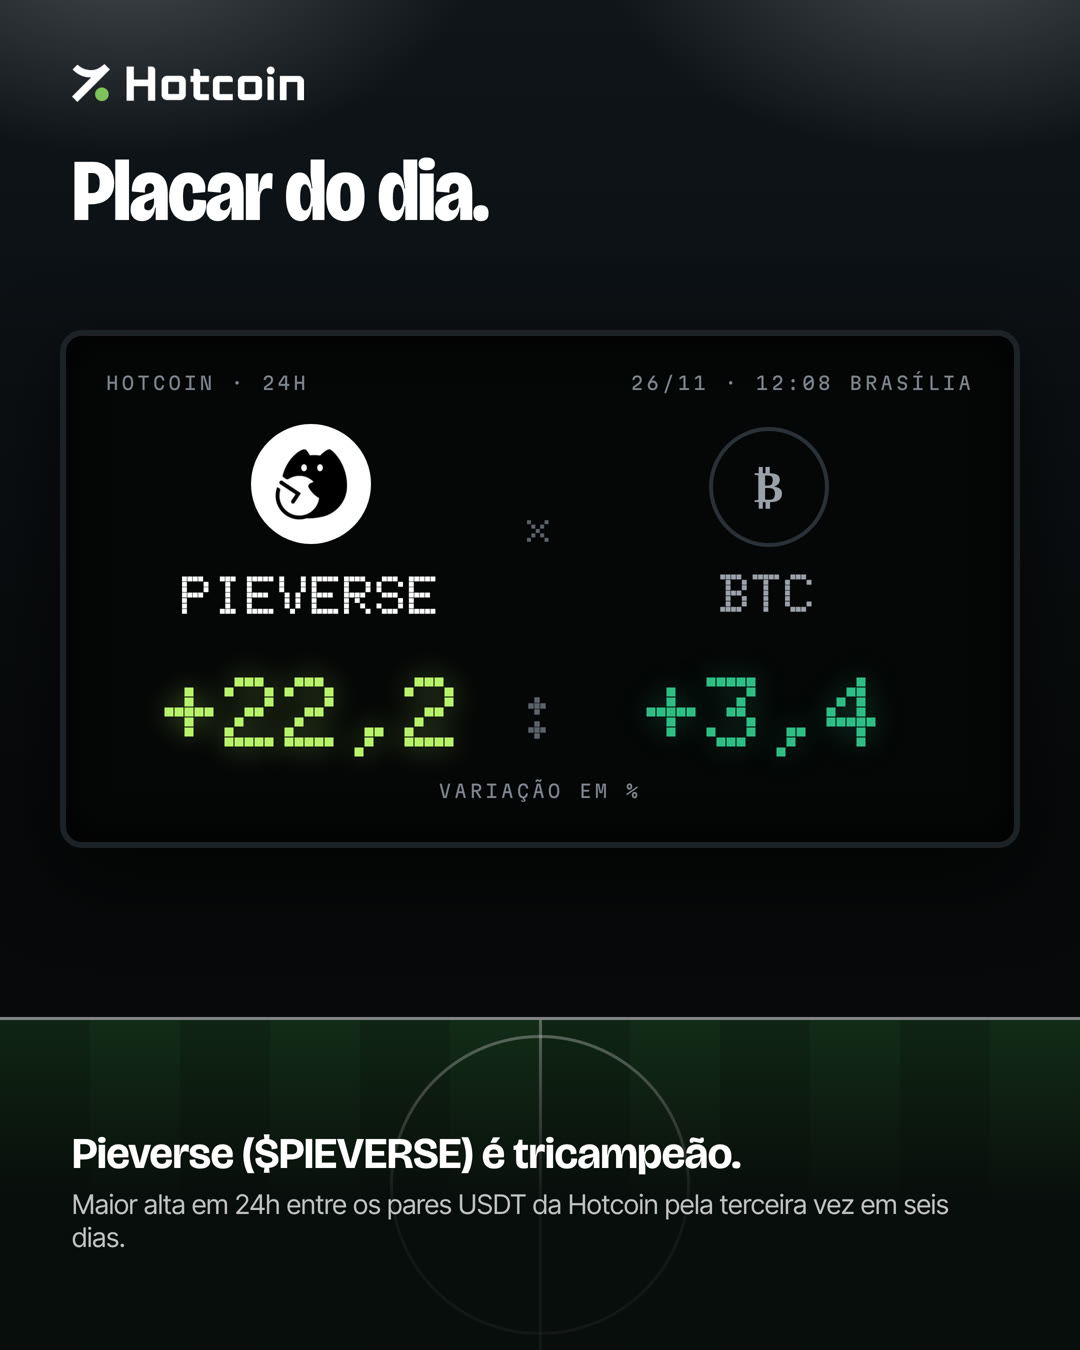 Hotcoin
Placar do dia.
HOTCOIN · 24H
26/11 · 12:08 BRASÍLIA
₿
x
PIEVERSE
BTC
+22,2 : +3,4
VARIAÇÃO EM %
Pieverse ($PIEVERSE) é tricampeão.
Maior alta em 24h entre os pares USDT da Hotcoin pela terceira vez em seis
dias.